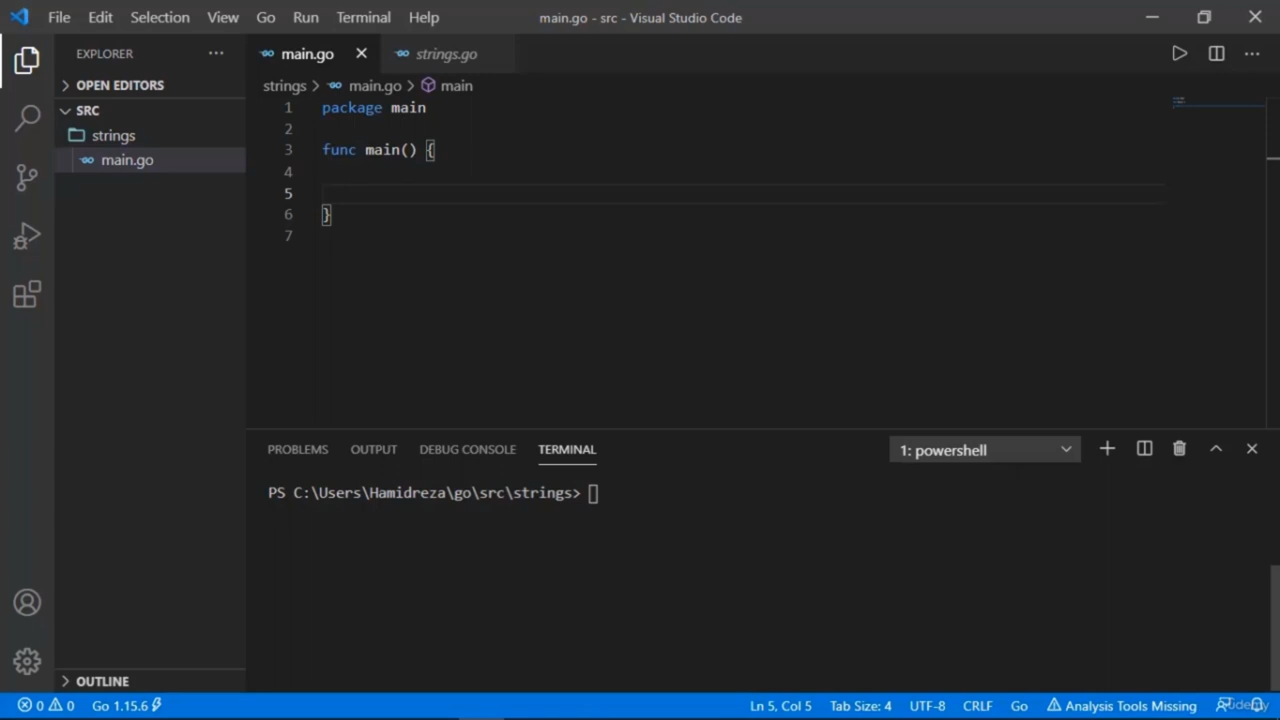 File Edit Selection View Go Run Terminal Help main.go - src - Visual Studio Code
EXPLORER
main.go
strings.go
OPEN EDITORS
strings
main.go
main
SRC
strings
main.go
1 package main
2
3 func main() {
4
5
6 }
7
PROBLEMS OUTPUT DEBUG CONSOLE TERMINAL 1: powershell
PS C:\Users\Hamidreza\go\src\strings>
OUTLINE
0 0 Go 1.15.6 Ln 5, Col 5 Tab Size: 4 UTF-8 CRLF Go Analysis Tools Missing
Udemy